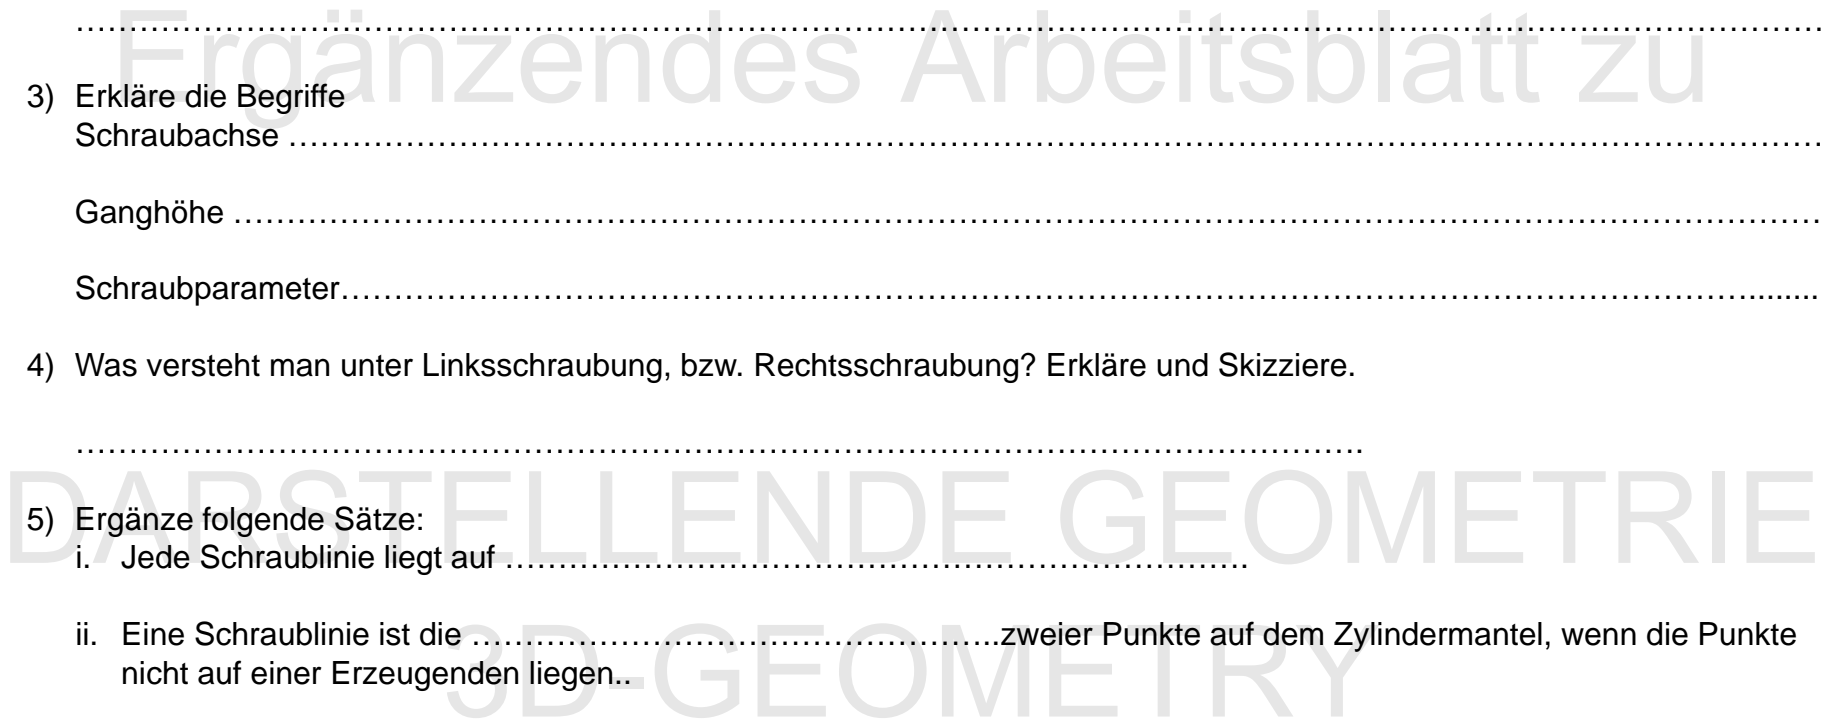 ……………………………………………………………………………………………………………………………………………………
Ergänzendes Arbeitsblatt zu
3) Erkläre die Begriffe
Schraubachse ………………………………………………………………………………………………………………………………
Ganghöhe ……………………………………………………………………………………………………………………………………
Schraubparameter……………………………………………………………………………………………………………………........
4) Was versteht man unter Linksschraubung, bzw. Rechtsschraubung? Erkläre und Skizziere.
………………………………………………………………………………………………………….
DARSTELLENDE GEOMETRIE
5) Ergänze folgende Sätze:
i. Jede Schraublinie liegt auf …………………………………………………………….
ii. Eine Schraublinie ist die ………………………………………….zweier Punkte auf dem Zylindermantel, wenn die Punkte
nicht auf einer Erzeugenden liegen..
3D-GEOMETRY